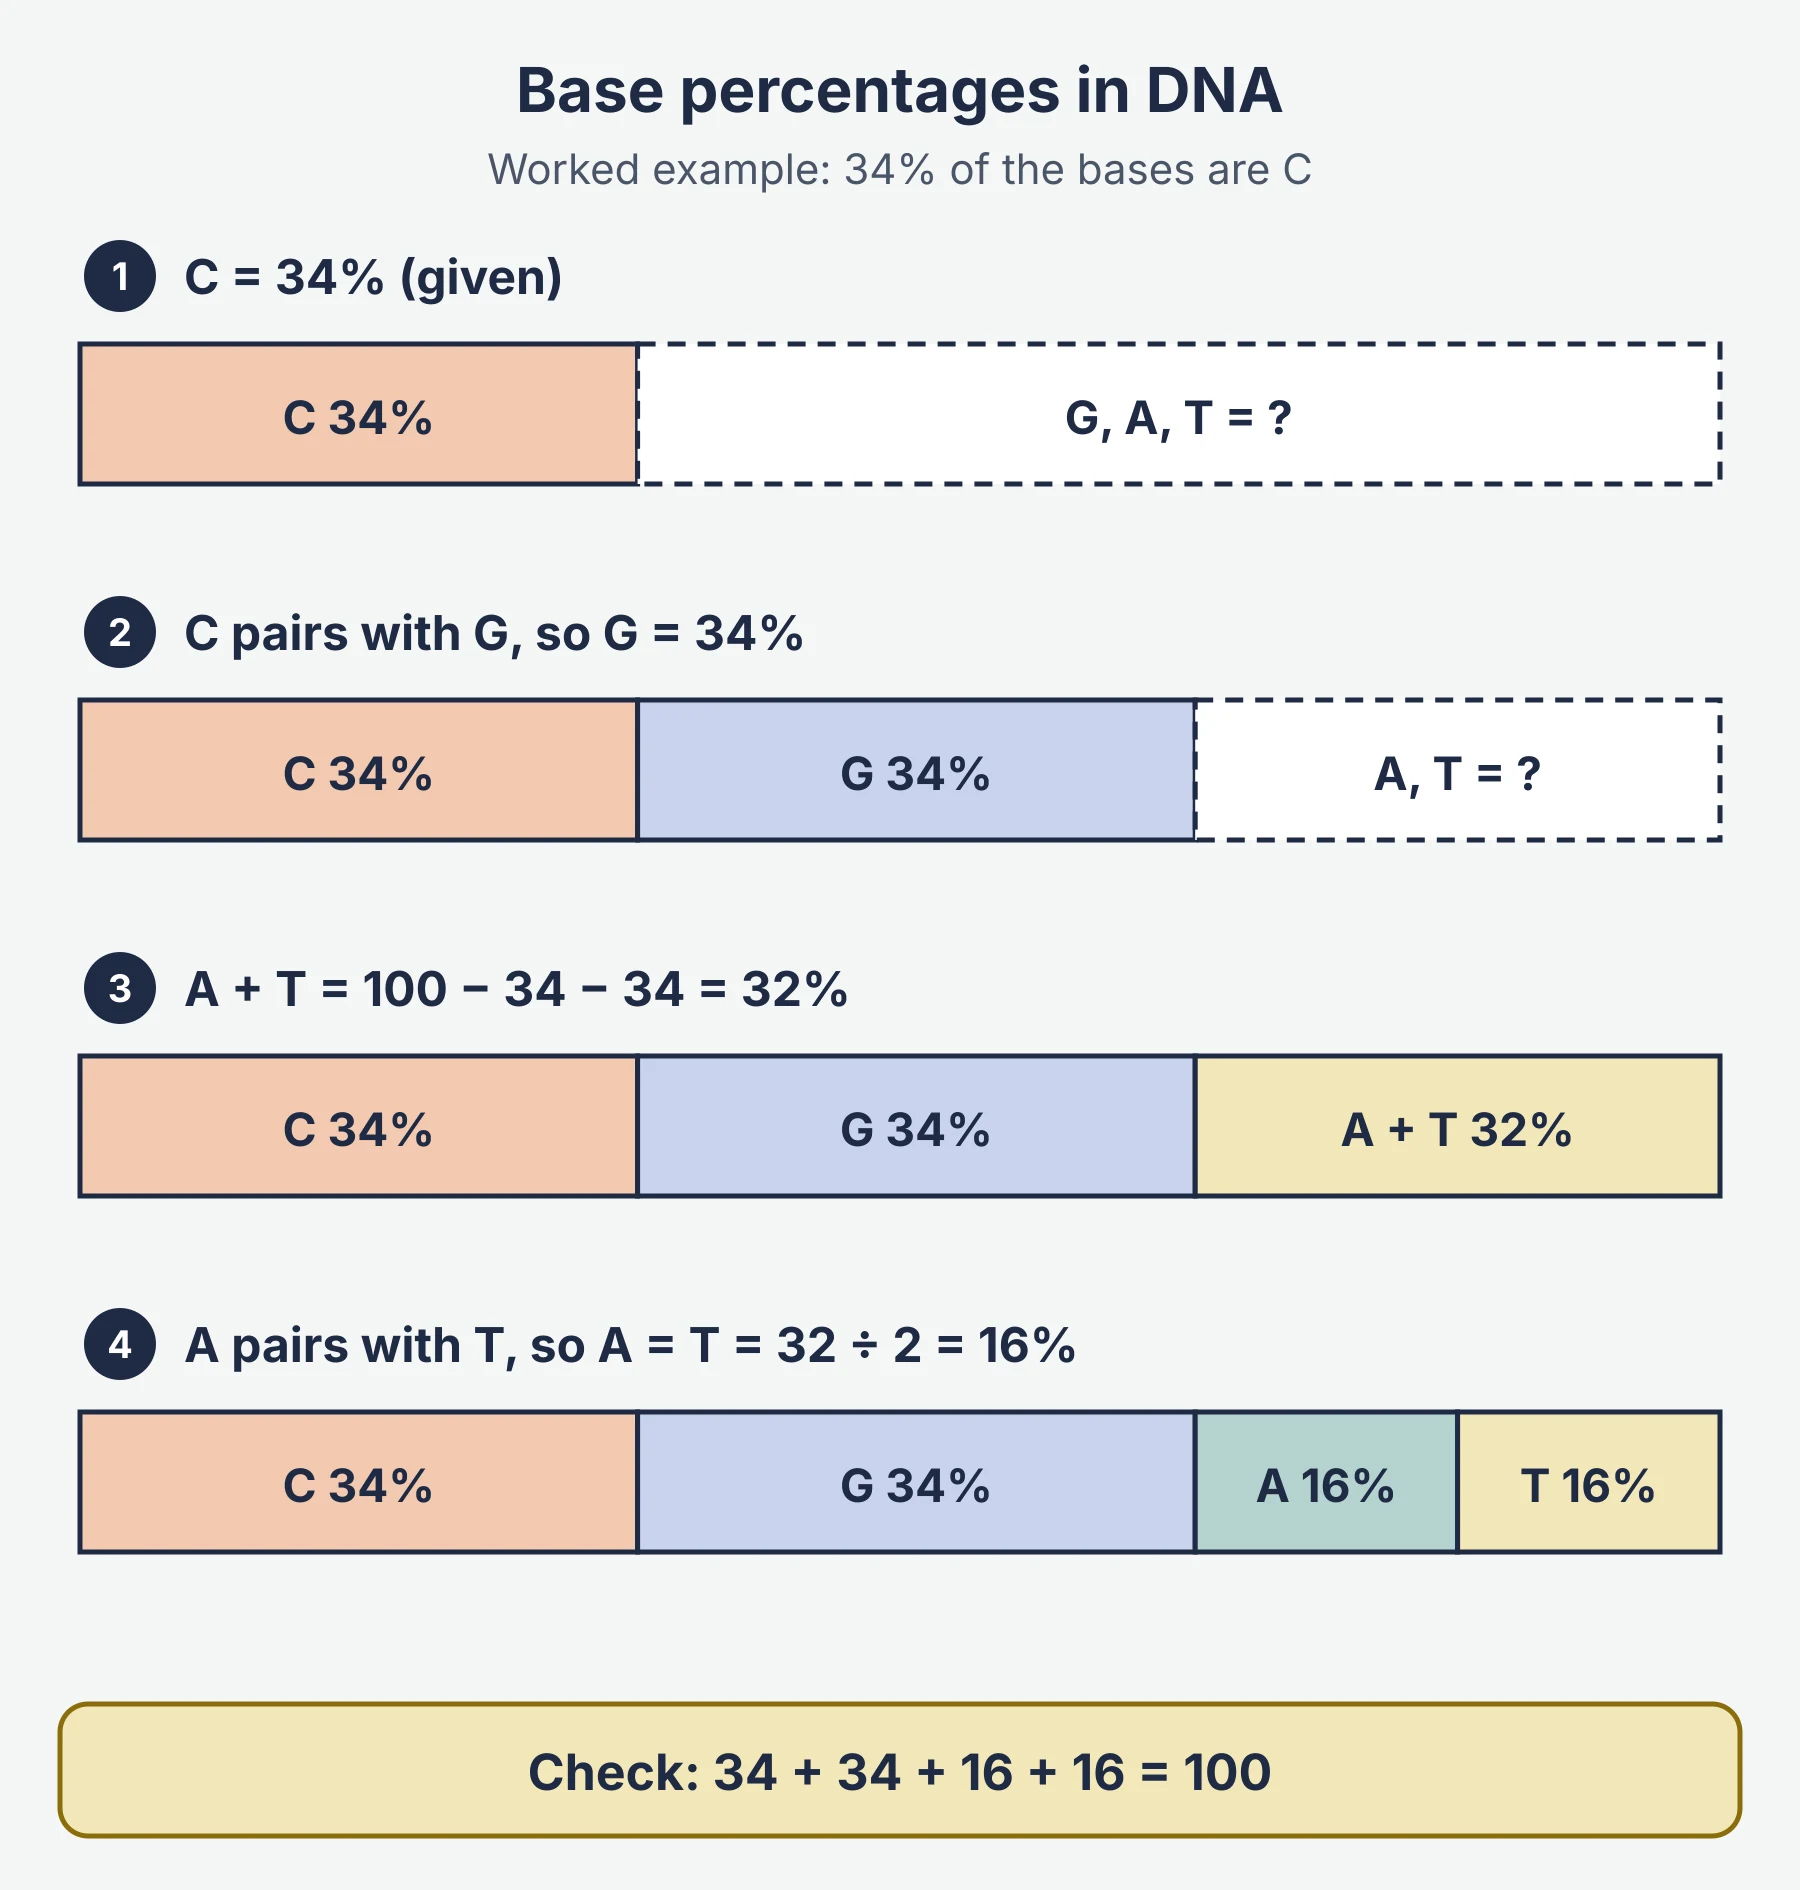 Base percentages in DNA
Worked example: 34% of the bases are C
1 C = 34% (given)
C 34% G, A, T = ?
2 C pairs with G, so G = 34%
C 34% G 34% A, T = ?
3 A + T = 100 − 34 − 34 = 32%
C 34% G 34% A + T 32%
4 A pairs with T, so A = T = 32 ÷ 2 = 16%
C 34% G 34% A 16% T 16%
Check: 34 + 34 + 16 + 16 = 100